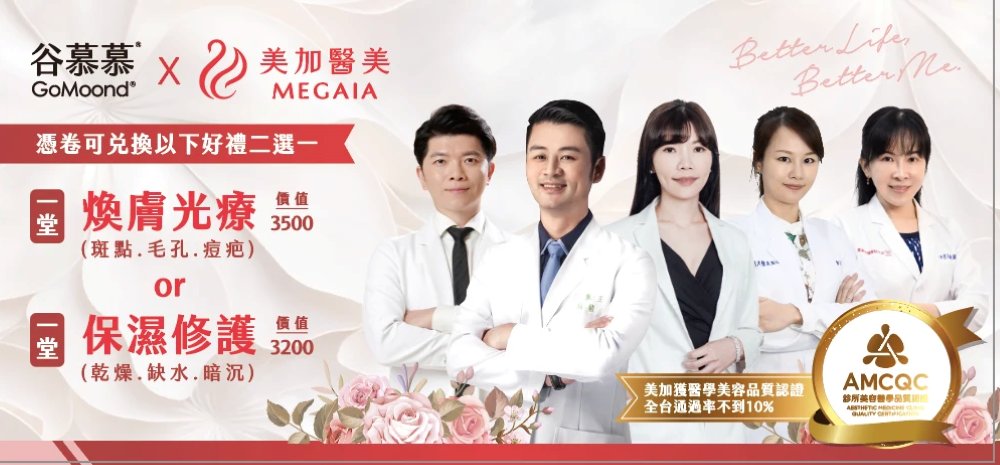 谷慕慕®
GoMoond®
X
美加醫美
MEGAIA
Better Life,
Better Me.
憑卷可兌換以下好禮二選一
一堂
煥膚光療
價值
3500
(斑點.毛孔.痘疤)
or
一堂
保濕修護
價值
3200
(乾燥.缺水.暗沉)
美加獲醫學美容品質認證
全台通過率不到10%
AMCQC
診所美容醫學品質認證
AESTHETIC MEDICINE
QUALITY CERTIFICATION